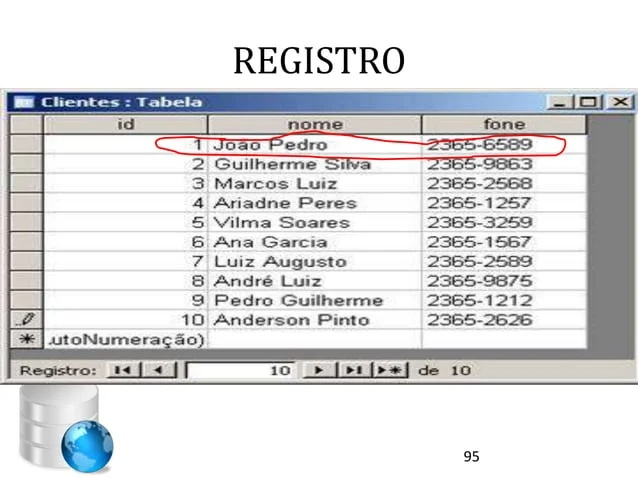 REGISTRO
Clientes : Tabela
id nome fone
1 João Pedro 2365-6589
2 Guilherme Silva 2365-9863
3 Marcos Luiz 2365-2568
4 Ariadne Peres 2365-1257
5 Vilma Soares 2365-3259
6 Ana Garcia 2365-1567
7 Luiz Augusto 2365-2589
8 André Luiz 2365-9875
9 Pedro Guilherme 2365-1212
10 Anderson Pinto 2365-2626
utoNumeração)
Registro: 10 de 10
95